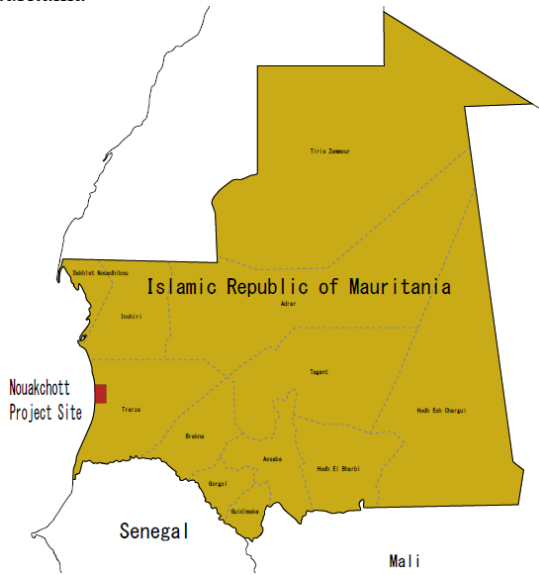 Tiris Zemmour
Dakhlet Nouadhibou
Islamic Republic of Mauritania
Adrar
Inchiri
Tagant
Nouakchott
Project Site
Trarza
Hodh Esh Chargui
Brakna
Assaba
Hodh El Gharbi
Gorgol
Guidimaka
Senegal
Mali